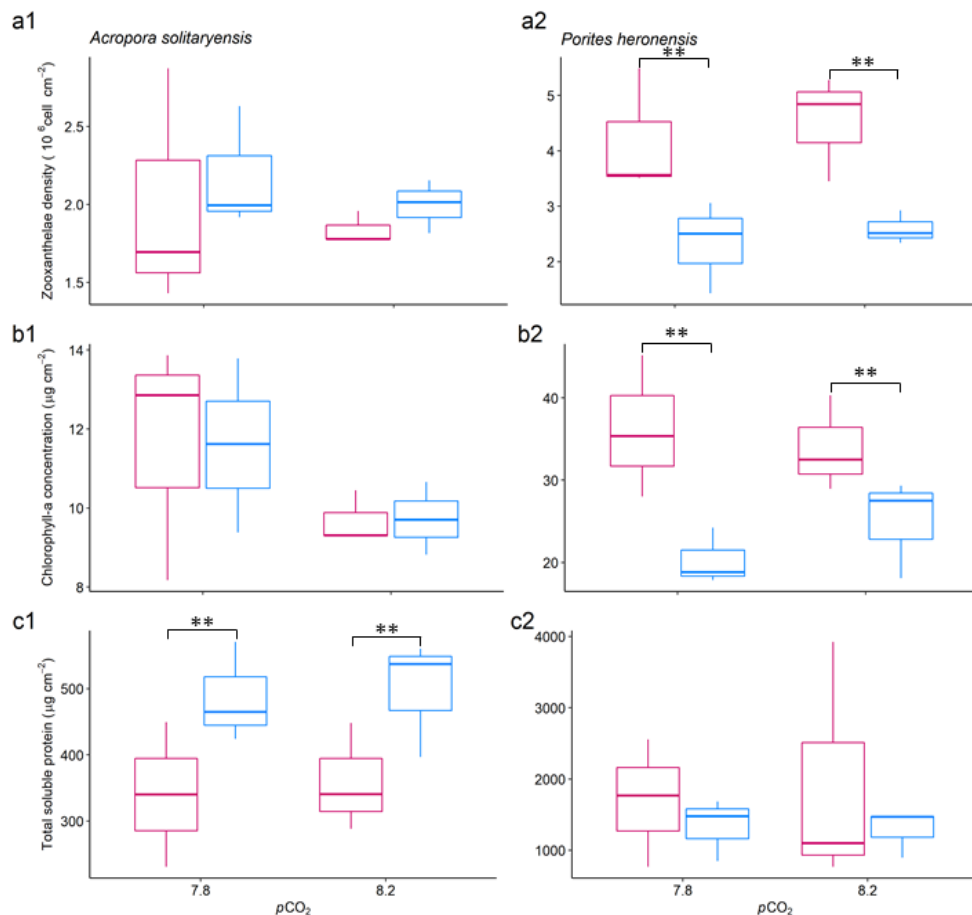 a1
Acropora solitaryensis
Zooxanthelae density ( 10⁶cell cm⁻²)
2.5
2.0
1.5
a2
Porites heronensis
**
**
5
4
3
2
b1
Chlorophyll-a concentration (µg cm⁻²)
14
12
10
8
b2
**
**
40
30
20
c1
Total soluble protein (µg cm⁻²)
**
**
500
400
300
7.8
8.2
pCO₂
c2
4000
3000
2000
1000
7.8
8.2
pCO₂